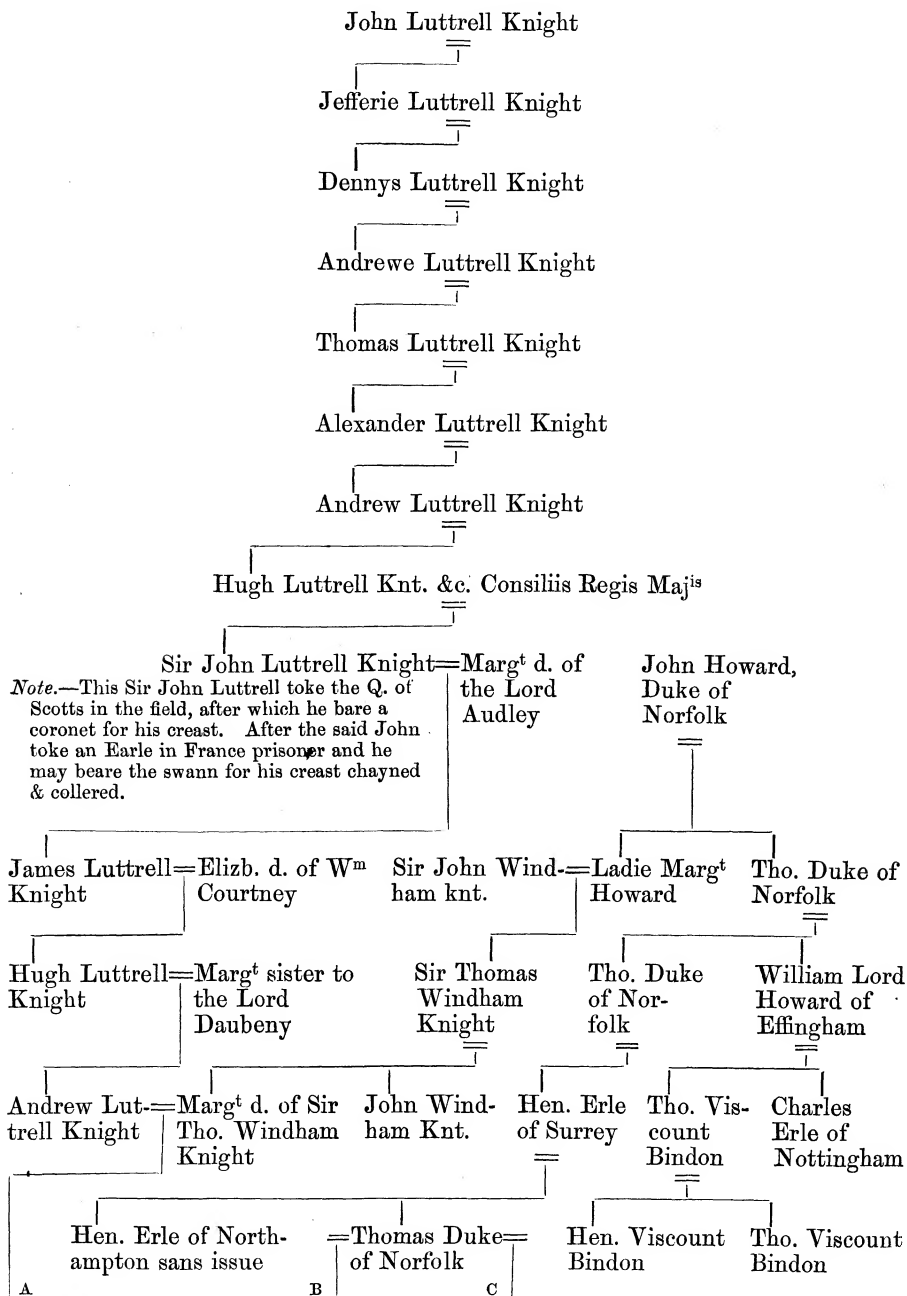 John Luttrell Knight
Jefferie Luttrell Knight
Dennys Luttrell Knight
Andrewe Luttrell Knight
Thomas Luttrell Knight
Alexander Luttrell Knight
Andrew Luttrell Knight
Hugh Luttrell Knt. &c. Consiliis Regis Majis
Sir John Luttrell Knight=Margt d. of
the Lord
Audley
John Howard,
Duke of
Norfolk
Note.—This Sir John Luttrell toke the Q. of
Scotts in the field, after which he bare a
coronet for his creast. After the said John
toke an Earle in France prisoner and he
may beare the swann for his creast chayned
& collered.
James Luttrell=
Knight
Elizb. d. of Wm
Courtney
Sir John Wind-=
ham knt.
Ladie Margt
Howard
Tho. Duke of
Norfolk
Hugh Luttrell=
Knight
Margt sister to
the Lord
Daubeny
Sir Thomas
Windham
Knight
Tho. Duke
of Nor-
folk
William Lord
Howard of
Effingham
Andrew Lut-=
trell Knight
Margt d. of Sir
Tho. Windham
Knight
John Wind-
ham Knt.
Hen. Erle
of Surrey
Tho. Vis-
count
Bindon
Charles
Erle of
Nottingham
Hen. Erle of North-
ampton sans issue
=Thomas Duke=
of Norfolk
Hen. Viscount
Bindon
Tho. Viscount
Bindon
A
B
C